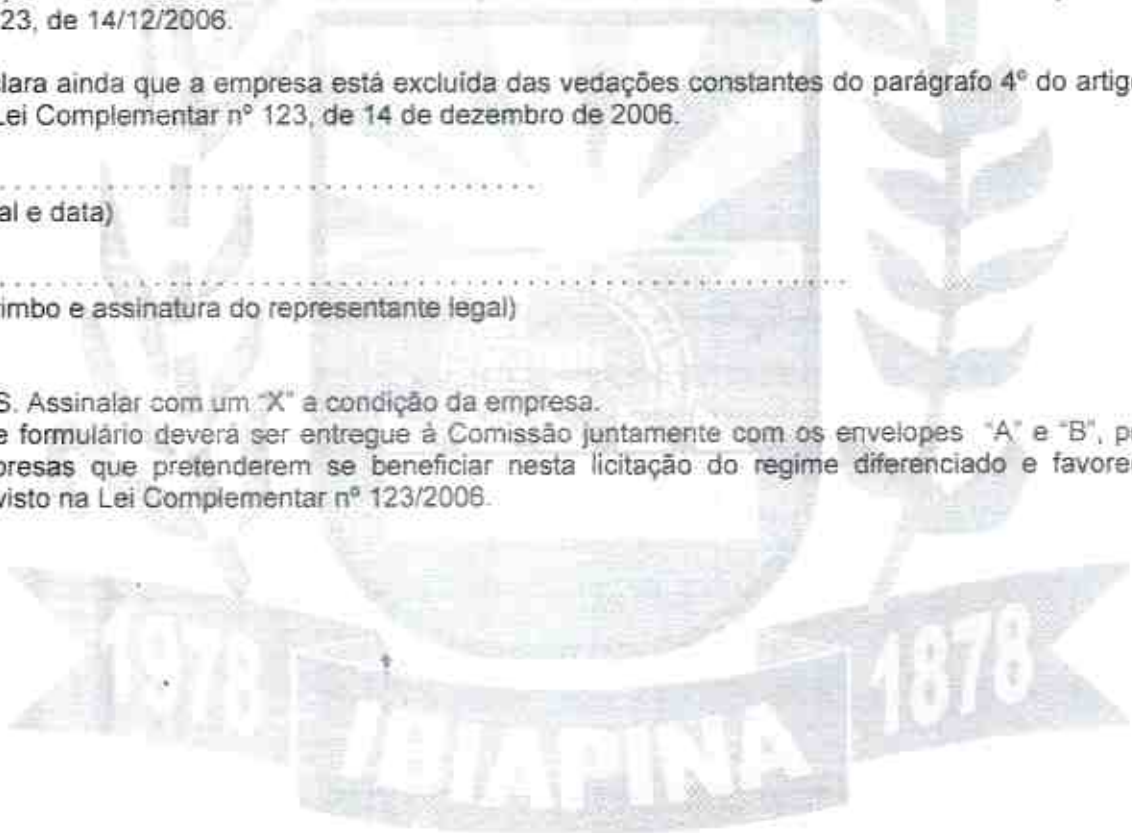 23, de 14/12/2006.
lara ainda que a empresa está excluída das vedações constantes do parágrafo 4º do artig
Lei Complementar nº 123, de 14 de dezembro de 2006.
al e data)
imbo e assinatura do representante legal)
S. Assinalar com um "X" a condição da empresa.
e formulário deverá ser entregue à Comissão juntamente com os envelopes "A" e "B", p
presas que pretenderem se beneficiar nesta licitação do regime diferenciado e favore
visto na Lei Complementar nº 123/2006.
1978 1878
IBIAPINA